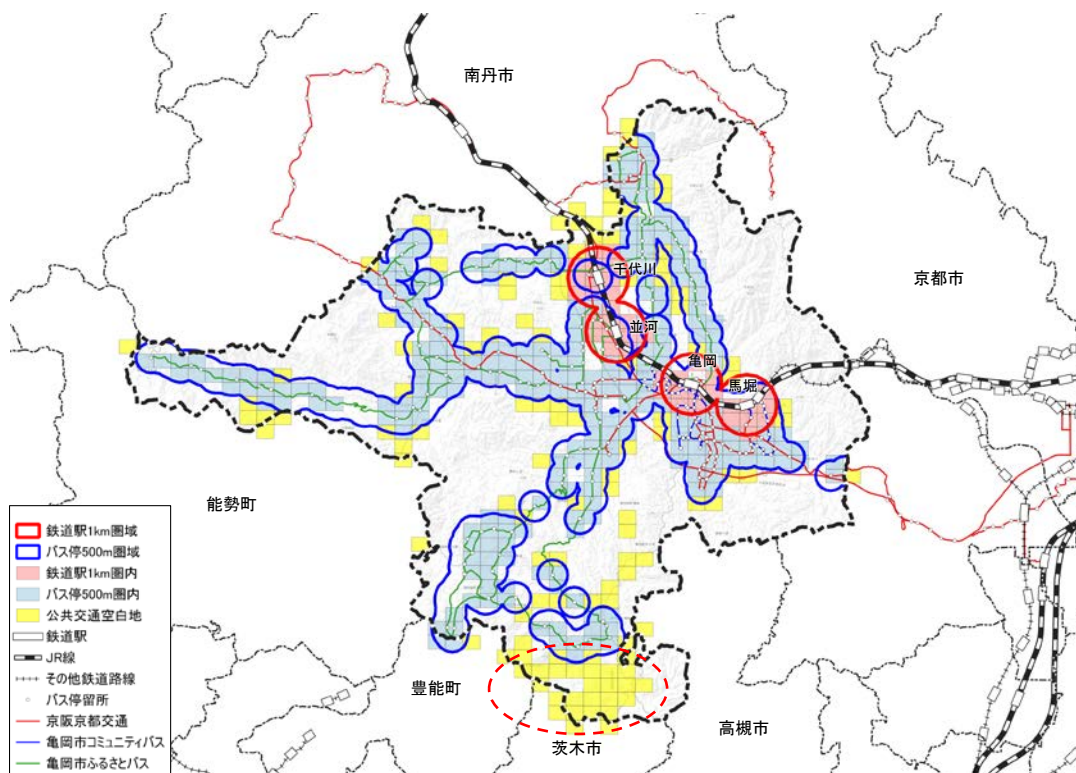 南丹市
京都市
千代川
並河
亀岡
馬堀
能勢町
豊能町
茨木市
高槻市
鉄道駅1km圏域
バス停500m圏域
鉄道駅1km圏内
バス停500m圏内
公共交通空白地
鉄道駅
JR線
その他鉄道路線
バス停留所
京阪京都交通
亀岡市コミュニティバス
亀岡市ふるさとバス